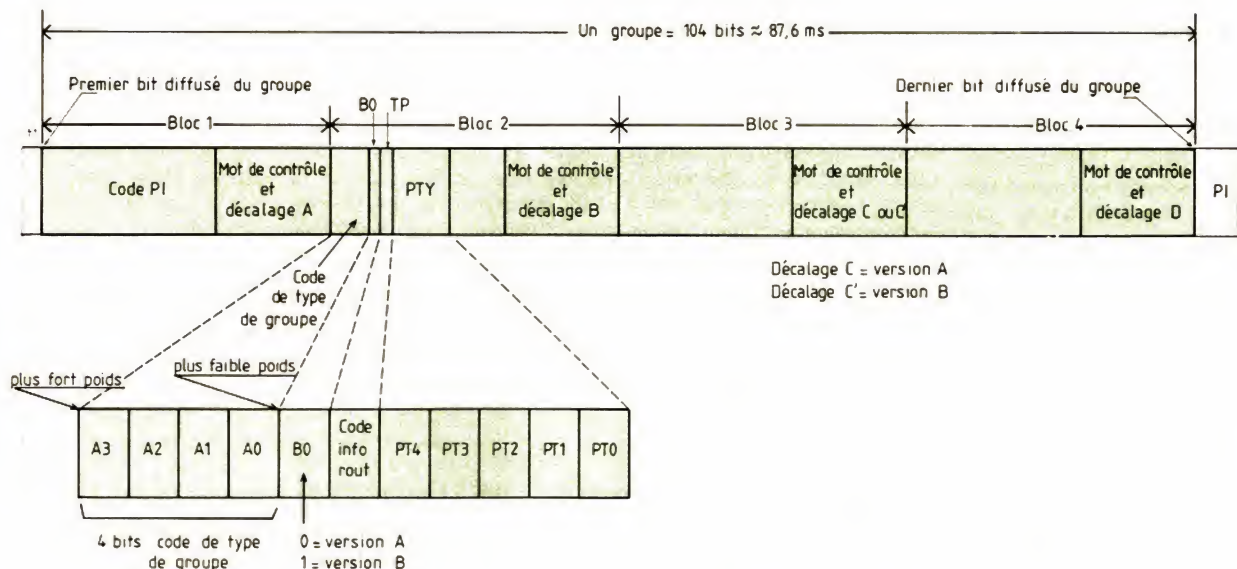 Un groupe = 104 bits ≈ 87,6 ms
Premier bit diffusé du groupe
Dernier bit diffusé du groupe
B0
TP
Bloc 1
Bloc 2
Bloc 3
Bloc 4
Code PI
Mot de contrôle
et
décalage A
PTY
Mot de contrôle
et
décalage B
Mot de contrôle
et
décalage C ou C'
Mot de contrôle
et
décalage D
PI
Code
de type
de groupe
Décalage C = version A
Décalage C' = version B
plus fort poids
plus faible poids
A3
A2
A1
A0
B0
Code
info
rout
PT4
PT3
PT2
PT1
PT0
4 bits code de type
de groupe
0 = version A
1 = version B